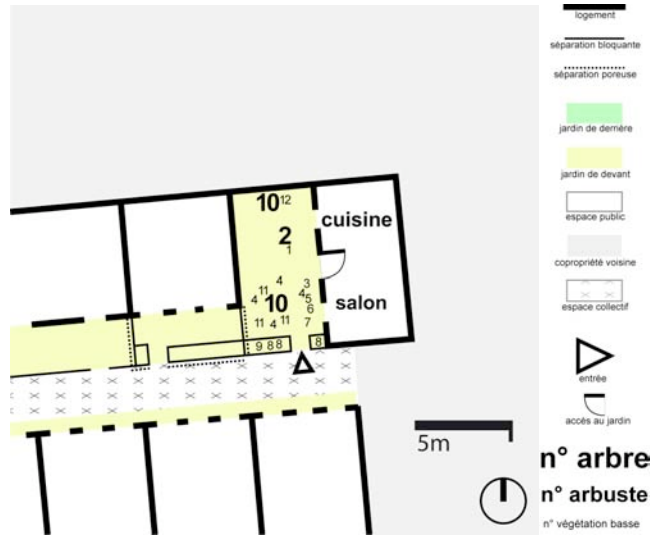 10 12
cuisine
2
1
4
3
11
4
4
5
10
salon
6
11
4
11
7
9 8 8
8
5m
logement
séparation bloquante
séparation poreuse
jardin de derrière
jardin de devant
espace public
copropriété voisine
espace collectif
entrée
accès au jardin
n° arbre
n° arbuste
n° végétation basse